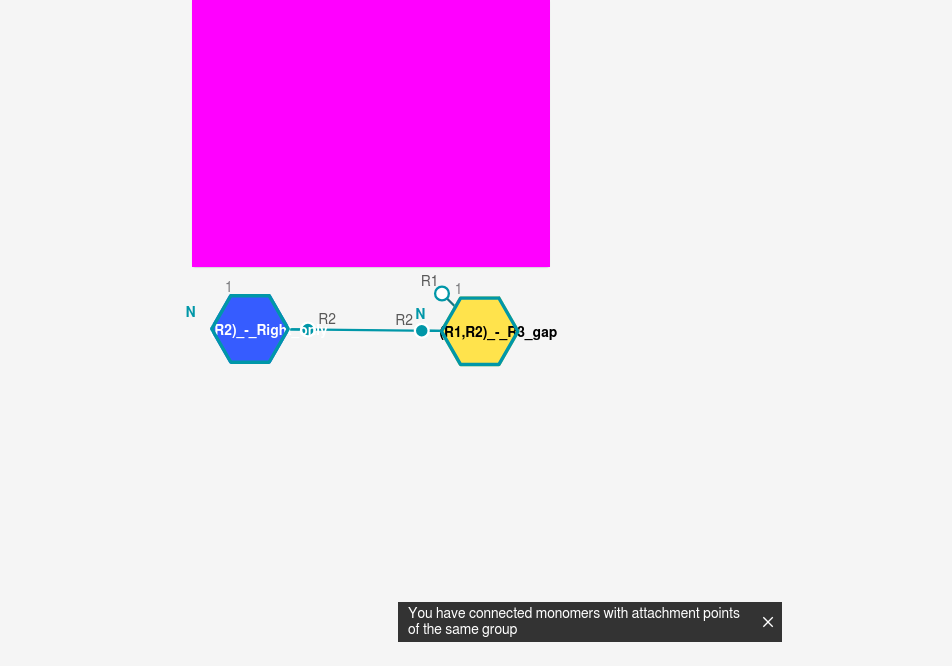 R1
1
1
N
N
R2
R2
R2)_-_Righ
(R1,R2)_-_R3_gap
You have connected monomers with attachment points
of the same group